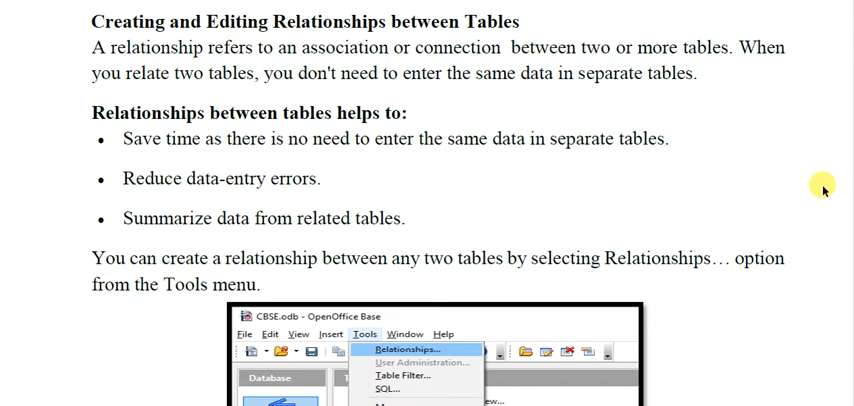 Creating and Editing Relationships between Tables
A relationship refers to an association or connection between two or more tables. When
you relate two tables, you don't need to enter the same data in separate tables.
Relationships between tables helps to:
• Save time as there is no need to enter the same data in separate tables.
• Reduce data-entry errors.
• Summarize data from related tables.
You can create a relationship between any two tables by selecting Relationships… option
from the Tools menu.
CBSE.odb - OpenOffice Base
File Edit View Insert Tools Window Help
Relationships...
User Administration...
Database
Table Filter...
SQL...